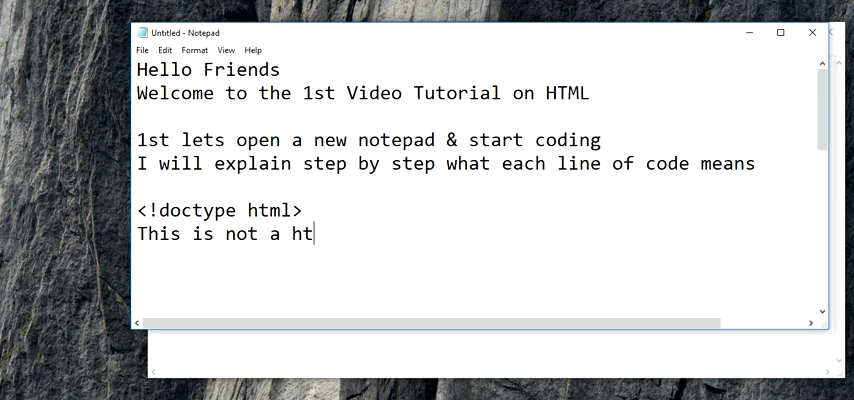 Untitled - Notepad
File Edit Format View Help
Hello Friends
Welcome to the 1st Video Tutorial on HTML
1st lets open a new notepad & start coding
I will explain step by step what each line of code means
<!doctype html>
This is not a ht